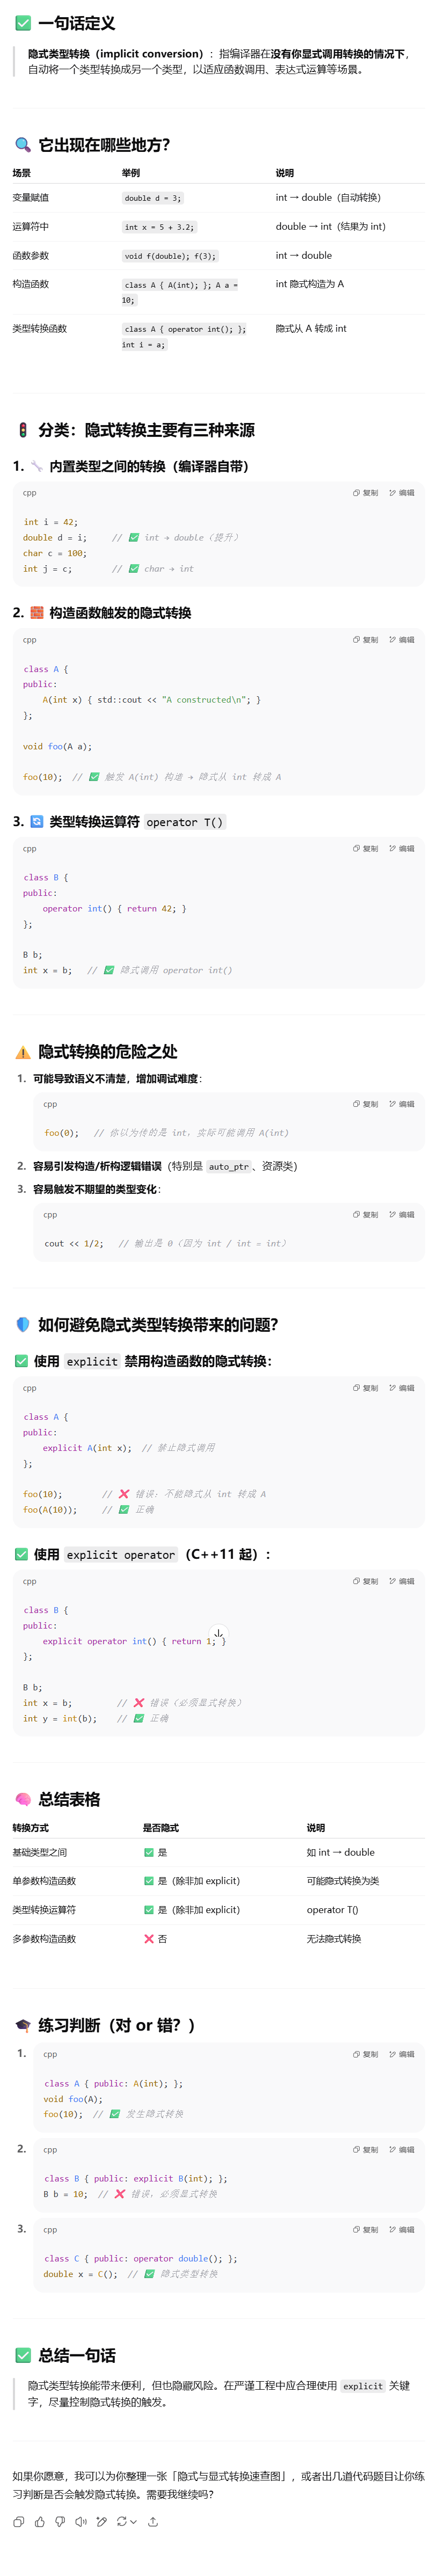 ✅ 一句话定义
隐式类型转换（implicit conversion）：指编译器在没有你显式调用转换的情况下，
自动将一个类型转换成另一个类型，以适应函数调用、表达式运算等场景。
🔍 它出现在哪些地方？
场景 举例 说明
变量赋值 double d = 3; int → double（自动转换）
运算符中 int x = 5 + 3.2; double → int（结果为 int）
函数参数 void f(double); f(3); int → double
构造函数 class A { A(int); }; A a = int 隐式构造为 A
10;
类型转换函数 class A { operator int(); }; 隐式从 A 转成 int
int i = a;
🚦 分类：隐式转换主要有三种来源
1. 🔧 内置类型之间的转换（编译器自带）
cpp 复制 编辑
int i = 42;
double d = i; // ✅ int → double（提升）
char c = 100;
int j = c; // ✅ char → int
2. 🧱 构造函数触发的隐式转换
cpp 复制 编辑
class A {
public:
A(int x) { std::cout << "A constructed\n"; }
};
void foo(A a);
foo(10); // ✅ 触发 A(int) 构造 → 隐式从 int 转成 A
3. 🔄 类型转换运算符 operator T()
cpp 复制 编辑
class B {
public:
operator int() { return 42; }
};
B b;
int x = b; // ✅ 隐式调用 operator int()
⚠️ 隐式转换的危险之处
1. 可能导致语义不清楚，增加调试难度：
cpp 复制 编辑
foo(0); // 你以为传的是 int，实际可能调用 A(int)
2. 容易引发构造/析构逻辑错误（特别是 auto_ptr、资源类）
3. 容易触发不期望的类型变化：
cpp 复制 编辑
cout << 1/2; // 输出是 0（因为 int / int = int）
🛡️ 如何避免隐式类型转换带来的问题？
✅ 使用 explicit 禁用构造函数的隐式转换：
cpp 复制 编辑
class A {
public:
explicit A(int x); // 禁止隐式调用
};
foo(10); // ❌ 错误：不能隐式从 int 转成 A
foo(A(10)); // ✅ 正确
✅ 使用 explicit operator（C++11 起）：
cpp 复制 编辑
class B {
public:
explicit operator int() { return 1; }
};
B b;
int x = b; // ❌ 错误（必须显式转换）
int y = int(b); // ✅ 正确
🧠 总结表格
转换方式 是否隐式 说明
基础类型之间 ✅ 是 如 int → double
单参数构造函数 ✅ 是（除非加 explicit） 可能隐式转换为类
类型转换运算符 ✅ 是（除非加 explicit） operator T()
多参数构造函数 ❌ 否 无法隐式转换
🎓 练习判断（对 or 错？）
1.
cpp 复制 编辑
class A { public: A(int); };
void foo(A);
foo(10); // ✅ 发生隐式转换
2.
cpp 复制 编辑
class B { public: explicit B(int); };
B b = 10; // ❌ 错误，必须显式转换
3.
cpp 复制 编辑
class C { public: operator double(); };
double x = C(); // ✅ 隐式类型转换
✅ 总结一句话
隐式类型转换能带来便利，但也隐藏风险。在严谨工程中应合理使用 explicit 关键
字，尽量控制隐式转换的触发。
如果你愿意，我可以为你整理一张「隐式与显式转换速查图」，或者出几道代码题目让你练
习判断是否会触发隐式转换。需要我继续吗？